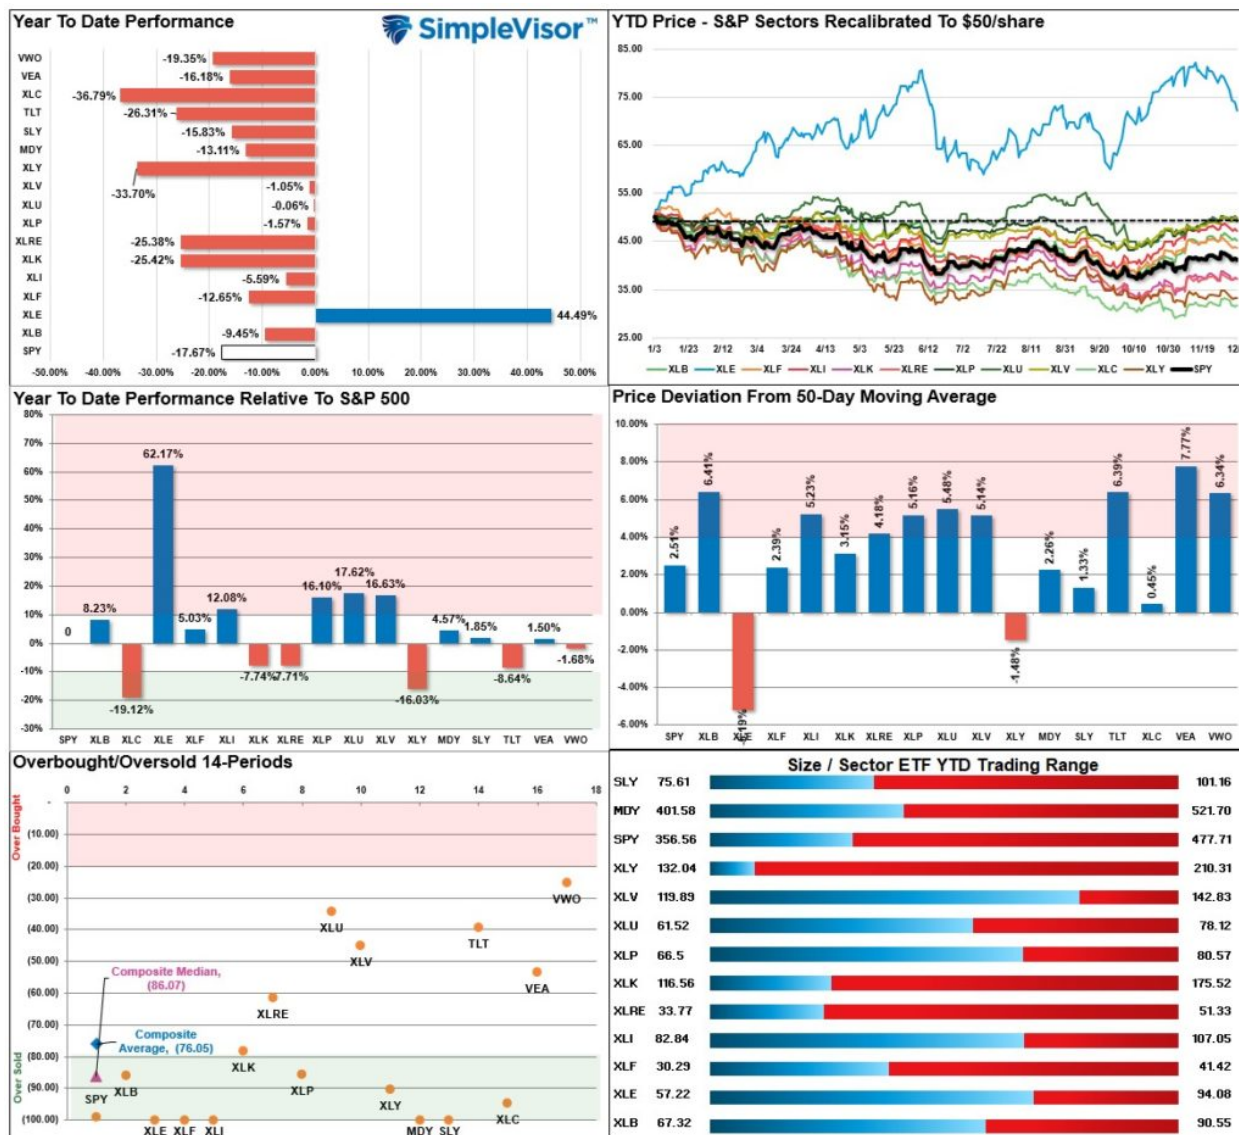 Year To Date Performance
SimpleVisor™
VWO -19.35%
VEA -16.18%
XLC -36.79%
TLT -26.31%
SLY -15.83%
MDY -13.11%
XLY -33.70%
XLV -1.05%
XLU -0.06%
XLP -1.57%
XLRE -25.38%
XLK -25.42%
XLI -5.59%
XLF -12.65%
XLE 44.49%
XLB -9.45%
SPY -17.67%
-50.00% -40.00% -30.00% -20.00% -10.00% 0.00% 10.00% 20.00% 30.00% 40.00% 50.00%
YTD Price - S&P Sectors Recalibrated To $50/share
85.00
75.00
65.00
55.00
45.00
35.00
25.00
1/3 1/23 2/12 3/4 3/24 4/13 5/3 5/23 6/12 7/2 7/22 8/11 8/31 9/20 10/10 10/30 11/19
XLB XLE XLF XLI XLK XLRE XLP XLU XLV XLC XLY SPY
Year To Date Performance Relative To S&P 500
80%
70%
60%
50%
40%
30%
20%
10%
0%
-10%
-20%
-30%
0 8.23% -19.12% 62.17% 5.03% 12.08% -7.74% -7.71% 16.10% 17.62% 16.63% -16.03% 4.57% 1.85% -8.64% 1.50% -1.68%
SPY XLB XLC XLE XLF XLI XLK XLRE XLP XLU XLV XLY MDY SLY TLT VEA VWO
Price Deviation From 50-Day Moving Average
10.00%
8.00%
6.00%
4.00%
2.00%
0.00%
-2.00%
-4.00%
-6.00%
2.51% 6.41% 2.39% 5.23% 3.15% 4.18% 5.16% 5.48% 5.14% -1.48% 2.26% 1.33% 6.39% 0.45% 7.77% 6.34%
SPY XLB XLE XLF XLI XLK XLRE XLP XLU XLV XLY MDY SLY TLT XLC VEA VWO
Overbought/Oversold 14-Periods
0 2 4 6 8 10 12 14 16 18
Over Bought
Over Sold
-
(10.00)
(20.00)
(30.00)
(40.00)
(50.00)
(60.00)
(70.00)
(80.00)
(90.00)
(100.00)
VWO
XLU
TLT
XLV
VEA
Composite Median,
(86.07)
XLRE
Composite
Average, (76.05)
XLK
SPY
XLB
XLP
XLY
XLC
XLE
XLF
XLI
MDY
SLY
Size / Sector ETF YTD Trading Range
SLY 75.61 101.16
MDY 401.58 521.70
SPY 356.56 477.71
XLY 132.04 210.31
XLV 119.89 142.83
XLU 61.52 78.12
XLP 66.5 80.57
XLK 116.56 175.52
XLRE 33.77 51.33
XLI 82.84 107.05
XLF 30.29 41.42
XLE 57.22 94.08
XLB 67.32 90.55